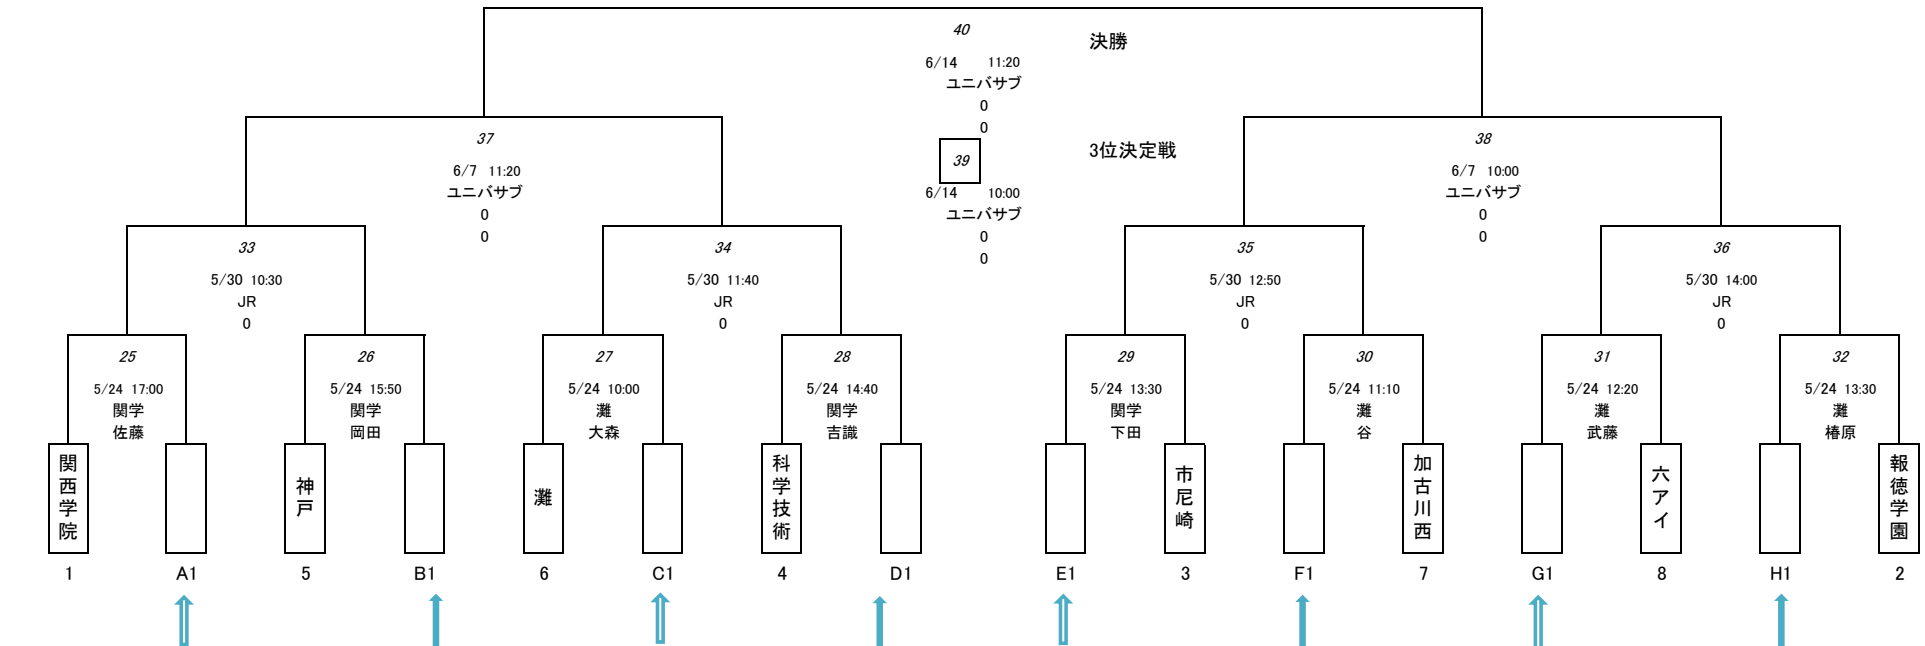 40
決勝
6/14 11:20
ユニバサブ
0
0
37
39
3位決定戦
38
6/7 11:20
ユニバサブ
0
0
6/14 10:00
ユニバサブ
0
0
6/7 10:00
ユニバサブ
0
0
33
34
35
36
5/30 10:30
JR
0
5/30 11:40
JR
0
5/30 12:50
JR
0
5/30 14:00
JR
0
25
5/24 17:00
関学
佐藤
26
5/24 15:50
関学
岡田
27
5/24 10:00
灘
大森
28
5/24 14:40
関学
吉識
29
5/24 13:30
関学
下田
30
5/24 11:10
灘
谷
31
5/24 12:20
灘
武藤
32
5/24 13:30
灘
椿原
関西学院
神戸
灘
科学技術
市尼崎
加古川西
六アイ
報徳学園
1 A1 5 B1 6 C1 4 D1 E1 3 F1 7 G1 8 H1 2